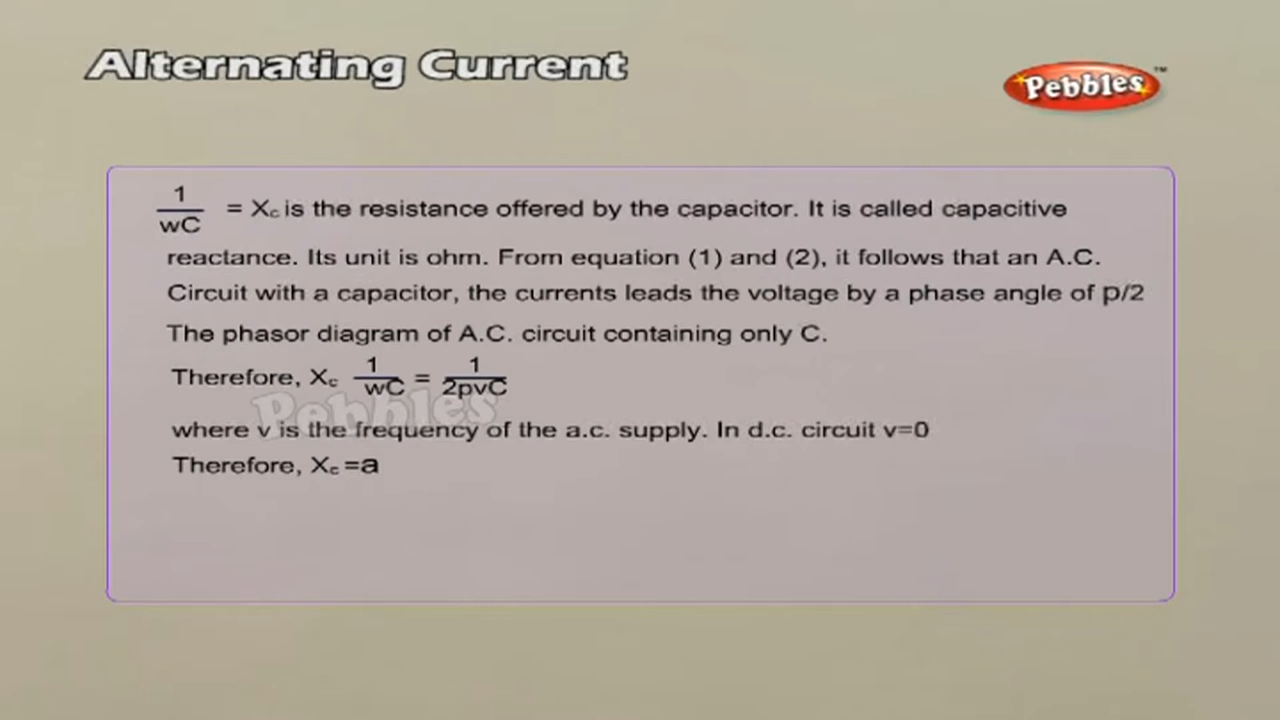 Alternating Current
Pebbles™
1/wC = Xc is the resistance offered by the capacitor. It is called capacitive
reactance. Its unit is ohm. From equation (1) and (2), it follows that an A.C.
Circuit with a capacitor, the currents leads the voltage by a phase angle of p/2
The phasor diagram of A.C. circuit containing only C.
Therefore, Xc 1/wC = 1/2pvC
Pebbles
where v is the frequency of the a.c. supply. In d.c. circuit v=0
Therefore, Xc =a